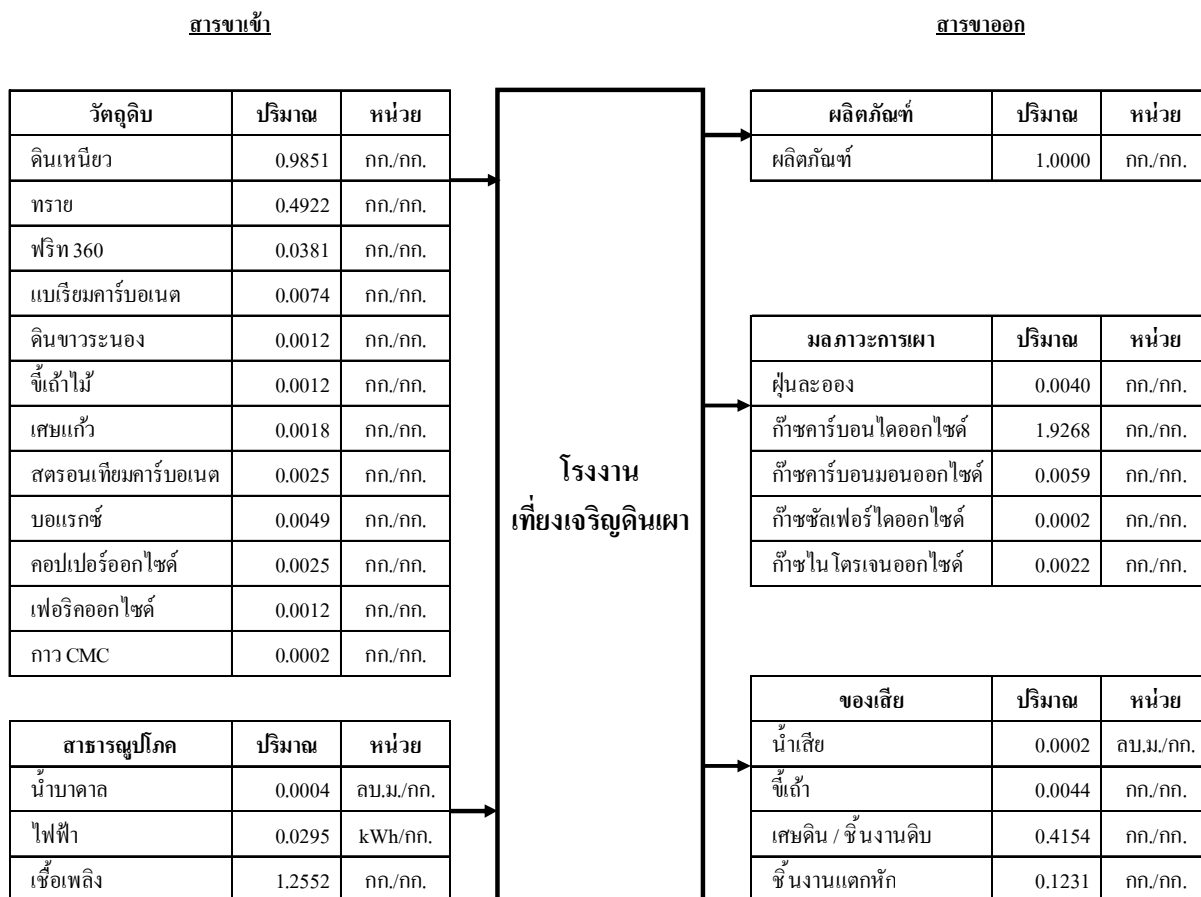 สารขาเข้า
สารขาออก
วัตถุดิบ ปริมาณ หน่วย
ดินเหนียว 0.9851 กก./กก.
ทราย 0.4922 กก./กก.
ฟริท 360 0.0381 กก./กก.
แบเรียมคาร์บอเนต 0.0074 กก./กก.
ดินขาวระนอง 0.0012 กก./กก.
ขี้เถ้าไม้ 0.0012 กก./กก.
เศษแก้ว 0.0018 กก./กก.
สตรอนเทียมคาร์บอเนต 0.0025 กก./กก.
บอแรกซ์ 0.0049 กก./กก.
คอปเปอร์ออกไซด์ 0.0025 กก./กก.
เฟอริคออกไซด์ 0.0012 กก./กก.
กาว CMC 0.0002 กก./กก.
สาธารณูปโภค ปริมาณ หน่วย
น้ำบาดาล 0.0004 ลบ.ม./กก.
ไฟฟ้า 0.0295 kWh/กก.
เชื้อเพลิง 1.2552 กก./กก.
โรงงาน
เที่ยงเจริญดินเผา
ผลิตภัณฑ์ ปริมาณ หน่วย
ผลิตภัณฑ์ 1.0000 กก./กก.
มลภาวะการเผา ปริมาณ หน่วย
ฝุ่นละออง 0.0040 กก./กก.
ก๊าซคาร์บอนไดออกไซด์ 1.9268 กก./กก.
ก๊าซคาร์บอนมอนออกไซด์ 0.0059 กก./กก.
ก๊าซซัลเฟอร์ไดออกไซด์ 0.0002 กก./กก.
ก๊าซไนโตรเจนออกไซด์ 0.0022 กก./กก.
ของเสีย ปริมาณ หน่วย
น้ำเสีย 0.0002 ลบ.ม./กก.
ขี้เถ้า 0.0044 กก./กก.
เศษดิน / ชิ้นงานดิบ 0.4154 กก./กก.
ชิ้นงานแตกหัก 0.1231 กก./กก.